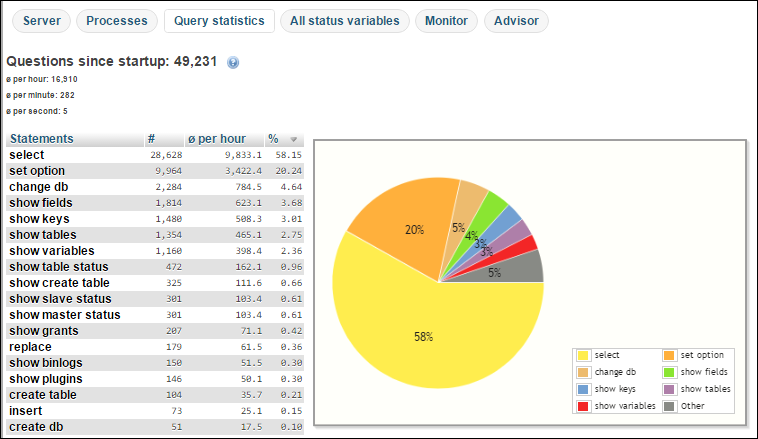 Server Processes Query statistics All status variables Monitor Advisor
Questions since startup: 49,231
ø per hour: 16,910
ø per minute: 282
ø per second: 5
Statements # ø per hour %
select 28,628 9,833.1 58.15
set option 9,964 3,422.4 20.24
change db 2,284 784.5 4.64
show fields 1,814 623.1 3.68
show keys 1,480 508.3 3.01
show tables 1,354 465.1 2.75
show variables 1,160 398.4 2.36
show table status 472 162.1 0.96
show create table 325 111.6 0.66
show slave status 301 103.4 0.61
show master status 301 103.4 0.61
show grants 207 71.1 0.42
replace 179 61.5 0.36
show binlogs 150 51.5 0.30
show plugins 146 50.1 0.30
create table 104 35.7 0.21
insert 73 25.1 0.15
create db 51 17.5 0.10
20%
5%
4%
3%
3%
5%
58%
select set option
change db show fields
show keys show tables
show variables Other